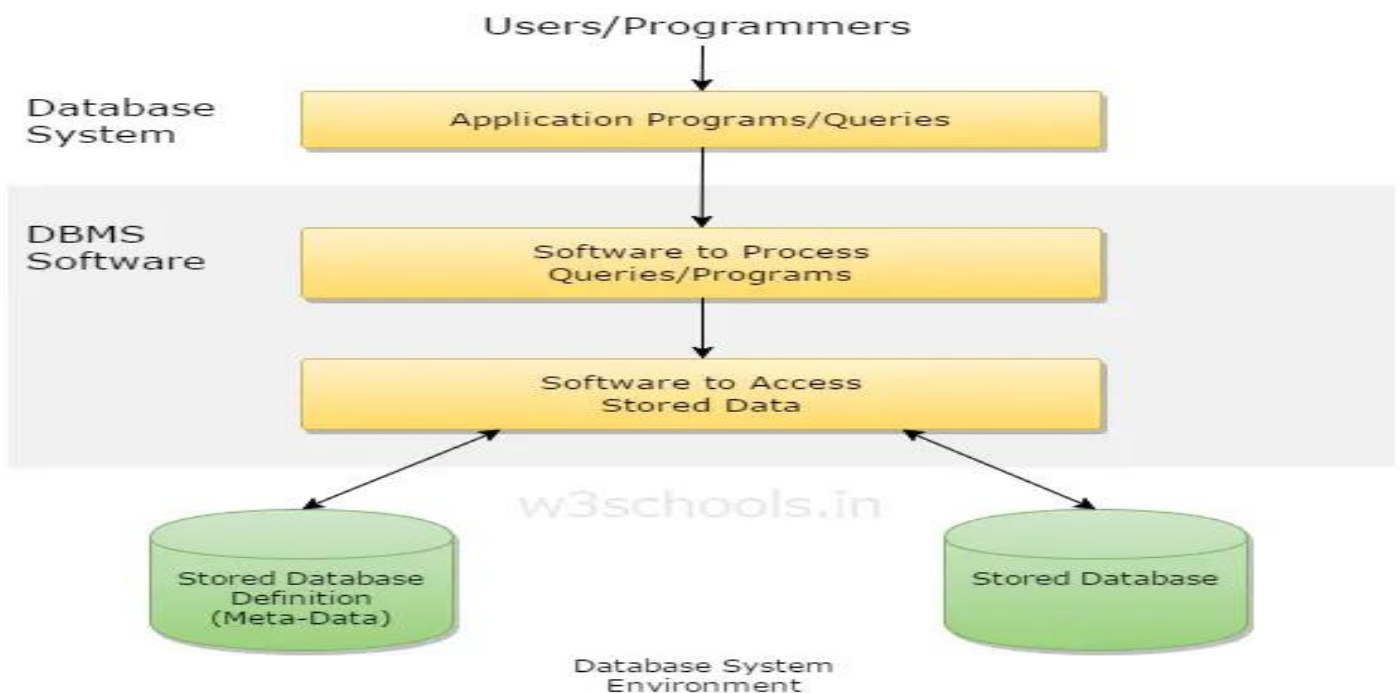 Users/Programmers
Database
System
Application Programs/Queries
DBMS
Software
Software to Process
Queries/Programs
Software to Access
Stored Data
w3schools.in
Stored Database
Definition
(Meta-Data)
Stored Database
Database System
Environment